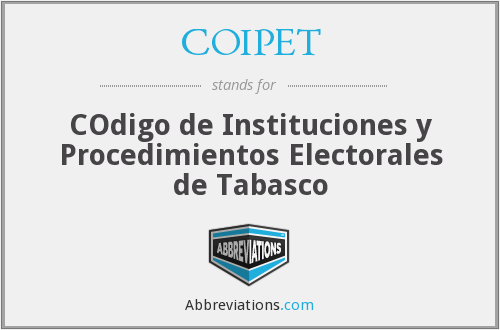 COIPET
stands for
COdigo de Instituciones y
Procedimientos Electorales
de Tabasco
ABBREVIATIONS
Abbreviations.com